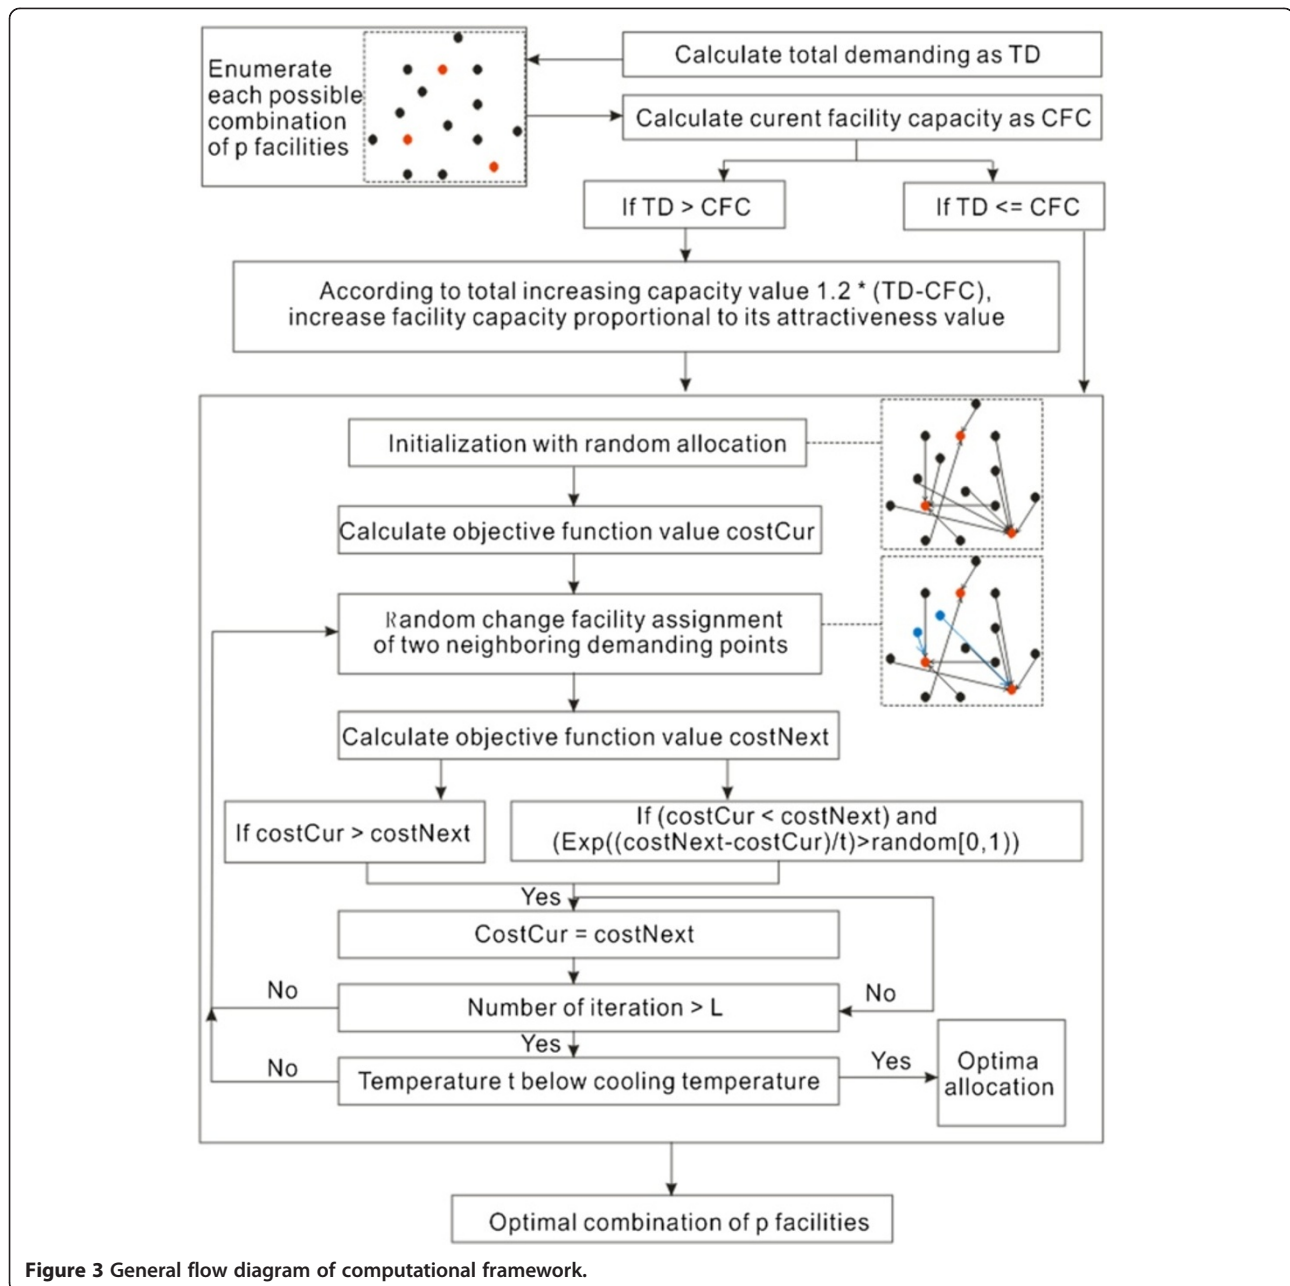 Calculate total demanding as TD
Enumerate
each possible
combination
of p facilities
Calculate curent facility capacity as CFC
If TD > CFC
If TD <= CFC
According to total increasing capacity value 1.2 * (TD-CFC),
increase facility capacity proportional to its attractiveness value
Initialization with random allocation
Calculate objective function value costCur
Random change facility assignment
of two neighboring demanding points
Calculate objective function value costNext
If costCur > costNext
If (costCur < costNext) and
(Exp((costNext-costCur)/t)>random[0,1))
Yes
CostCur = costNext
No
Number of iteration > L
No
Yes
No
Temperature t below cooling temperature
Yes
Optima
allocation
Optimal combination of p facilities
Figure 3 General flow diagram of computational framework.